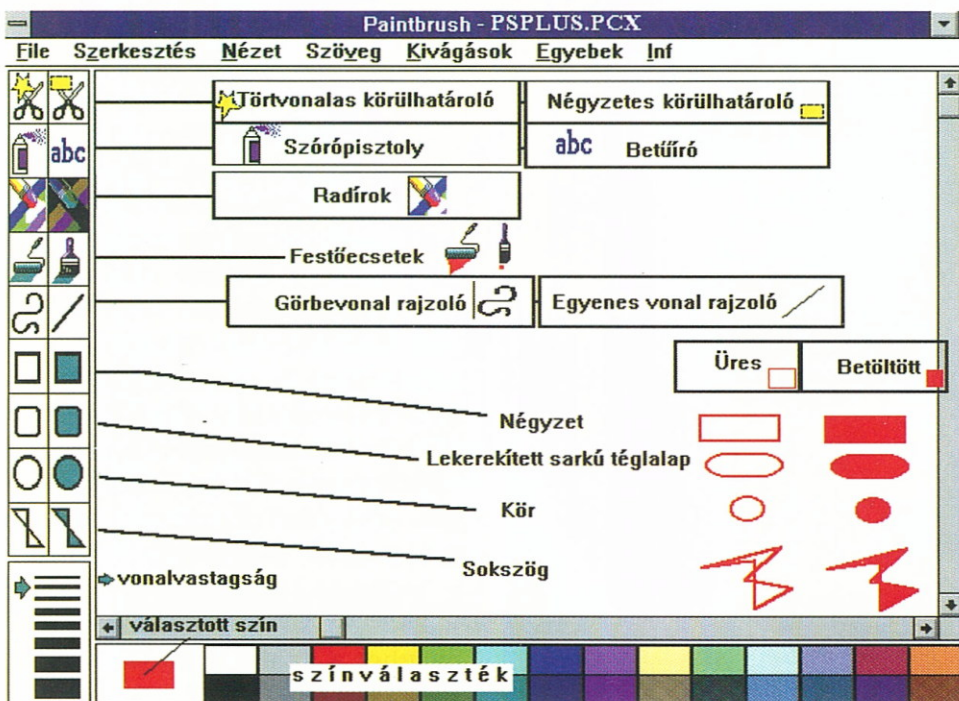 Paintbrush - PSPLUS.PCX
File Szerkesztés Nézet Szöveg Kivágások Egyebek Inf
Törtvonalas körülhatároló Négyzetes körülhatároló
abc Szórópisztoly abc Betűíró
Radírok
Festőecsetek
Görbevonal rajzoló Egyenes vonal rajzoló
Üres Betöltött
Négyzet
Lekerekített sarkú téglalap
Kör
Sokszög
vonalvastagság
választott szín
színválaszték